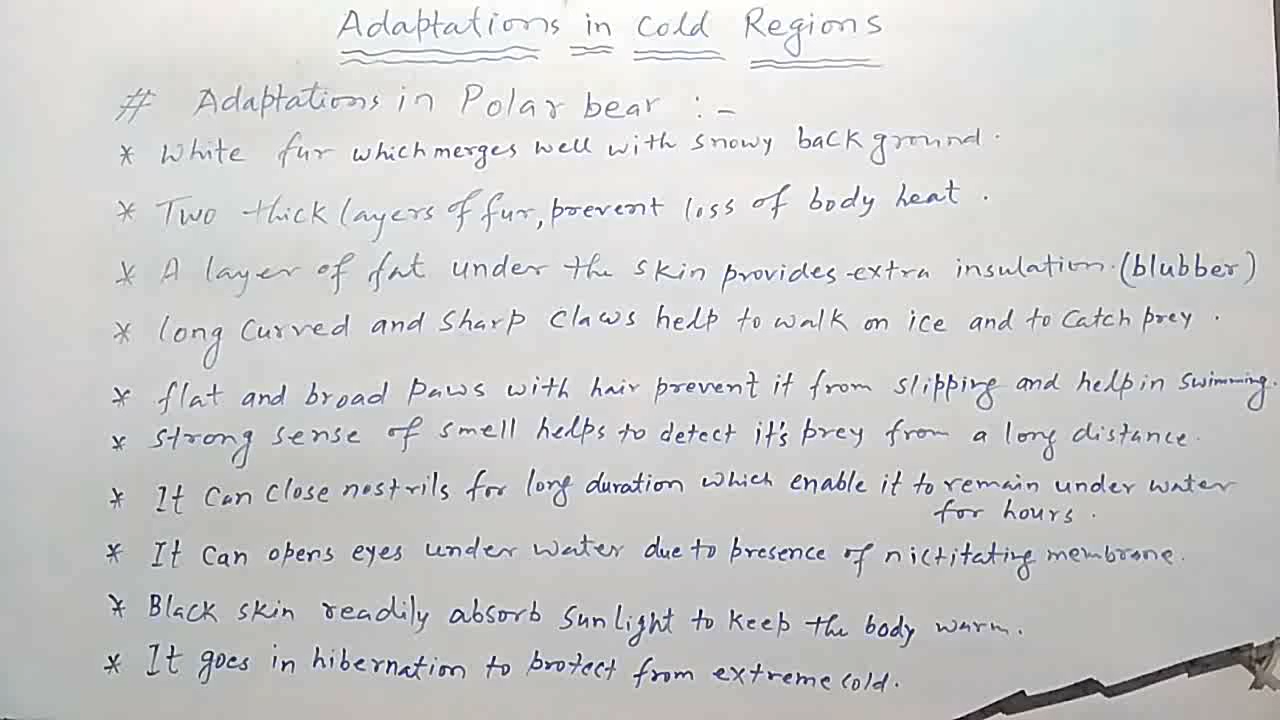 Adaptations in cold Regions
# Adaptations in Polar bear :-
* White fur which merges well with snowy background.
* Two thick layers of fur, prevent loss of body heat.
* A layer of fat under the skin provides extra insulation. (blubber)
* long curved and sharp claws help to walk on ice and to catch prey.
* flat and broad paws with hair prevent it from slipping and help in swimming.
* strong sense of smell helps to detect it's prey from a long distance.
* It can close nostrils for long duration which enable it to remain under water
for hours.
* It can opens eyes under water due to presence of nictitating membrane.
* Black skin readily absorb sunlight to keep the body warm.
* It goes in hibernation to protect from extreme cold.